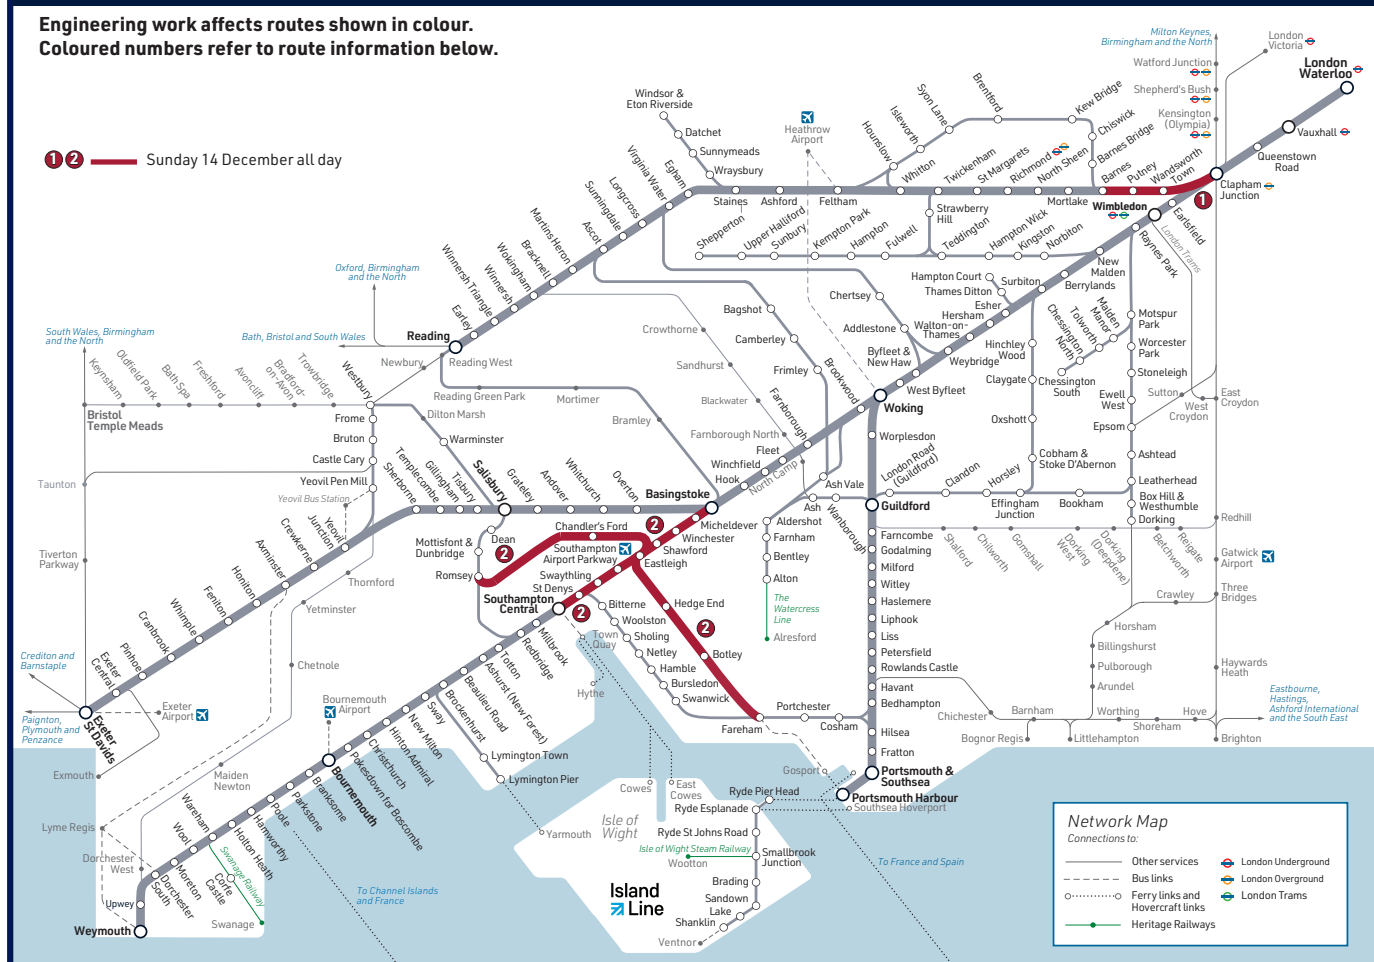 Engineering work affects routes shown in colour.
Coloured numbers refer to route information below.
1 2 Sunday 14 December all day
Milton Keynes,
Birmingham and the North
London
Victoria
Watford Junction
London
Waterloo
Shepherd's Bush
Kensington
(Olympia)
Vauxhall
Queenstown
Road
Clapham
Junction
1
Windsor &
Eton Riverside
Datchet
Sunnymeads
Wraysbury
Heathrow
Airport
Hounslow
Isleworth
Syon Lane
Brentford
Kew Bridge
Chiswick
Barnes Bridge
Virginia Water
Egham
Staines
Ashford
Feltham
Whitton
Twickenham
St Margarets
Richmond
North Sheen
Mortlake
Barnes
Putney
Wandsworth
Town
Wimbledon
Earlsfield
London Trams
Raynes Park
Strawberry
Hill
Shepperton
Upper Halliford
Sunbury
Kempton Park
Hampton
Fulwell
Teddington
Hampton Wick
Kingston
Norbiton
New
Malden
Berrylands
Longcross
Sunningdale
Ascot
Martins Heron
Bracknell
Wokingham
Winnersh
Winnersh Triangle
Earley
Reading
Oxford, Birmingham
and the North
Bath, Bristol and South Wales
South Wales, Birmingham
and the North
Keynsham
Oldfield Park
Bath Spa
Freshford
Avoncliff
Bradford-
on-Avon
Trowbridge
Westbury
Newbury
Reading West
Reading Green Park
Mortimer
Bramley
Bristol
Temple Meads
Hampton Court
Thames Ditton
Surbiton
Esher
Hersham
Walton-on-
Thames
Weybridge
Chertsey
Addlestone
Byfleet &
New Haw
West Byfleet
Woking
Brookwood
Bagshot
Camberley
Frimley
Crowthorne
Sandhurst
Blackwater
Farnborough North
Farnborough
North Camp
Fleet
Winchfield
Hook
Basingstoke
Hinchley
Wood
Claygate
Oxshott
Cobham &
Stoke D'Abernon
Malden
Manor
Tolworth
Chessington
North
Chessington
South
Motspur
Park
Worcester
Park
Stoneleigh
Ewell
West
Epsom
Sutton
West
Croydon
East
Croydon
Ashtead
Leatherhead
Box Hill &
Westhumble
Dorking
Bookham
Effingham
Junction
Horsley
Clandon
London Road
(Guildford)
Worplesdon
Guildford
Ash Vale
Ash
Wanborough
Aldershot
Farnham
Bentley
Alton
The
Watercress
Line
Alresford
Shalford
Chilworth
Gomshall
Dorking
West
Dorking
(Deepdene)
Betchworth
Reigate
Redhill
Gatwick
Airport
Three
Bridges
Crawley
Horsham
Billingshurst
Pulborough
Arundel
Haywards
Heath
Eastbourne,
Hastings,
Ashford International
and the South East
Brighton
Hove
Shoreham
Worthing
Littlehampton
Barnham
Bognor Regis
Chichester
Farncombe
Godalming
Milford
Witley
Haslemere
Liphook
Liss
Petersfield
Rowlands Castle
Havant
Bedhampton
Hilsea
Fratton
Portsmouth &
Southsea
Portsmouth Harbour
Southsea Hoverport
Gosport
Cosham
Portchester
Fareham
Frome
Bruton
Castle Cary
Yeovil Pen Mill
Yeovil Bus Station
Yeovil
Junction
Dilton Marsh
Warminster
Salisbury
Sherborne
Templecombe
Gillingham
Tisbury
Grateley
Andover
Whitchurch
Overton
Micheldever
Winchester
Shawford
Eastleigh
2
2
2
2
Chandler's Ford
Southampton
Airport Parkway
Swaythling
St Denys
Southampton
Central
Mottisfont &
Dunbridge
Dean
Romsey
Hedge End
Botley
Bitterne
Woolston
Sholing
Netley
Hamble
Bursledon
Swanwick
Town
Quay
Hythe
Millbrook
Redbridge
Totton
Ashurst (New Forest)
Beaulieu Road
Brockenhurst
Sway
New Milton
Hinton Admiral
Christchurch
Pokesdown for Boscombe
Bournemouth
Bournemouth
Airport
Branksome
Parkstone
Poole
Hamworthy
Holton Heath
Wareham
Wool
Moreton
Dorchester
South
Dorchester
West
Upwey
Weymouth
Swanage Railway
Corfe
Castle
Swanage
Lymington Town
Lymington Pier
Yarmouth
Taunton
Tiverton
Parkway
Crewkerne
Axminster
Honiton
Feniton
Whimple
Cranbrook
Pinhoe
Exeter
Central
Exeter
St Davids
Exeter
Airport
Crediton and
Barnstaple
Paignton,
Plymouth and
Penzance
Exmouth
Lyme Regis
Thornford
Yetminster
Chetnole
Maiden
Newton
Cowes
East
Cowes
Isle of
Wight
Ryde Pier Head
Ryde Esplanade
Ryde St Johns Road
Isle of Wight Steam Railway
Wootton
Smallbrook
Junction
Brading
Sandown
Lake
Shanklin
Ventnor
Island
Line
To Channel Islands
and France
To France and Spain
Network Map
Connections to:
Other services
Bus links
Ferry links and
Hovercraft links
Heritage Railways
London Underground
London Overground
London Trams